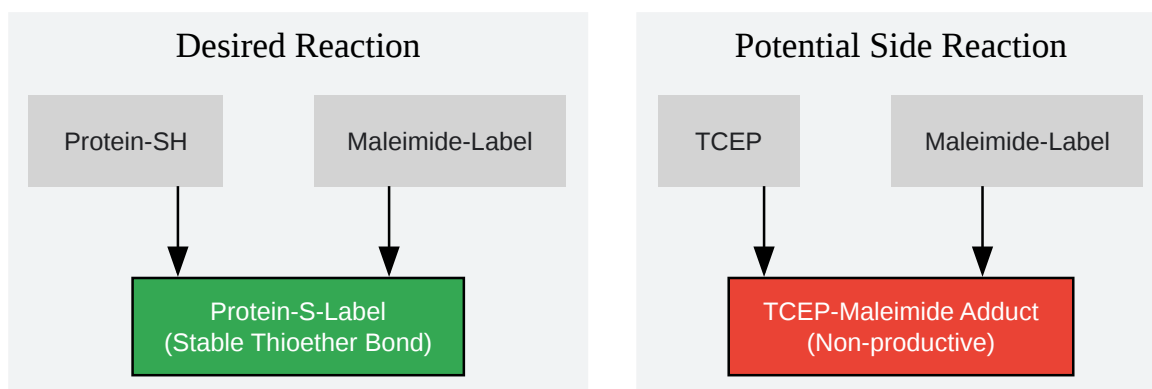 Desired Reaction
Protein-SH
Maleimide-Label
Protein-S-Label
(Stable Thioether Bond)
Potential Side Reaction
TCEP
Maleimide-Label
TCEP-Maleimide Adduct
(Non-productive)